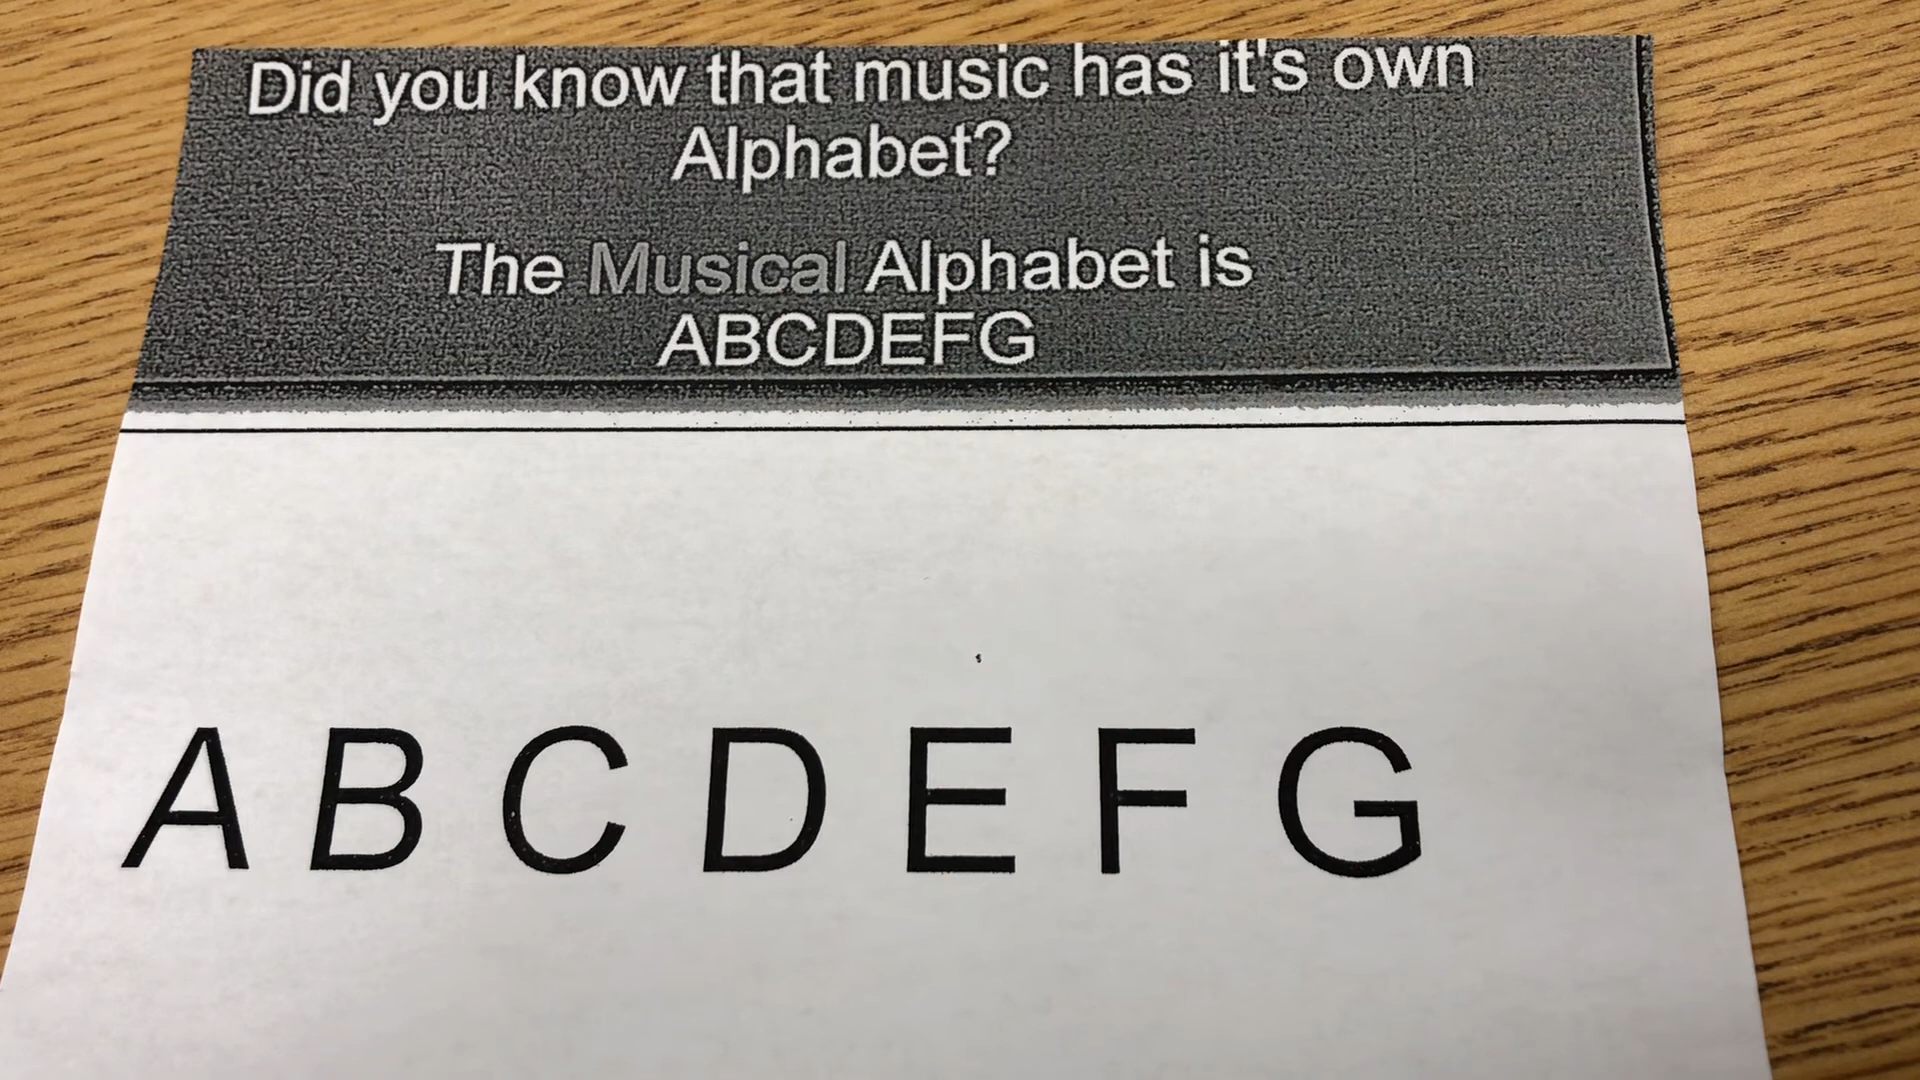 Did you know that music has it's own
Alphabet?
The Musical Alphabet is
ABCDEFG
A B C D E F G